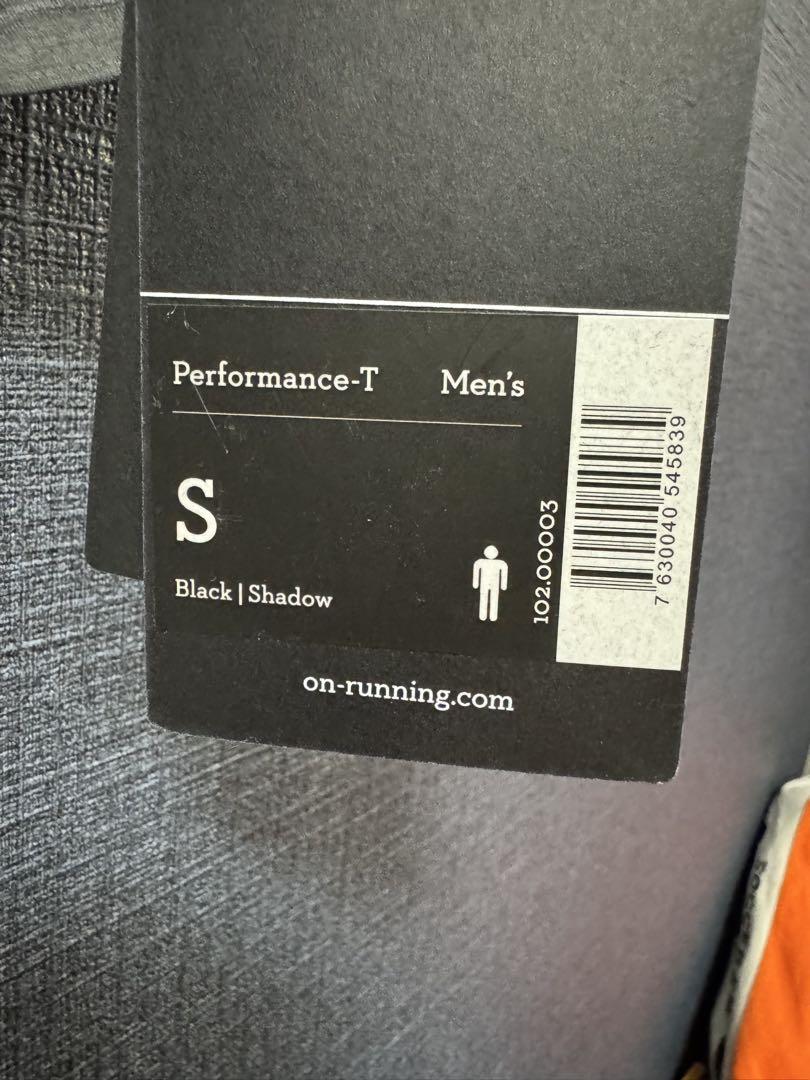 Performance-T Men's
S
Black | Shadow
102.00003
7 630040 545839
on-running.com